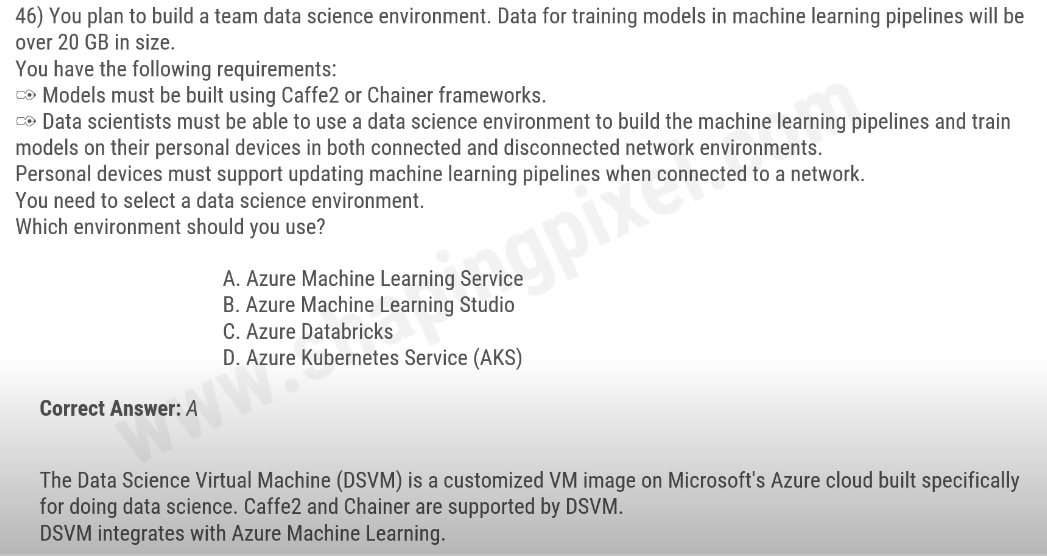 46) You plan to build a team data science environment. Data for training models in machine learning pipelines will be
over 20 GB in size.
You have the following requirements:
Models must be built using Caffe2 or Chainer frameworks.
Data scientists must be able to use a data science environment to build the machine learning pipelines and train
models on their personal devices in both connected and disconnected network environments.
Personal devices must support updating machine learning pipelines when connected to a network.
You need to select a data science environment.
Which environment should you use?
A. Azure Machine Learning Service
B. Azure Machine Learning Studio
C. Azure Databricks
D. Azure Kubernetes Service (AKS)
Correct Answer: A
The Data Science Virtual Machine (DSVM) is a customized VM image on Microsoft's Azure cloud built specifically
for doing data science. Caffe2 and Chainer are supported by DSVM.
DSVM integrates with Azure Machine Learning.